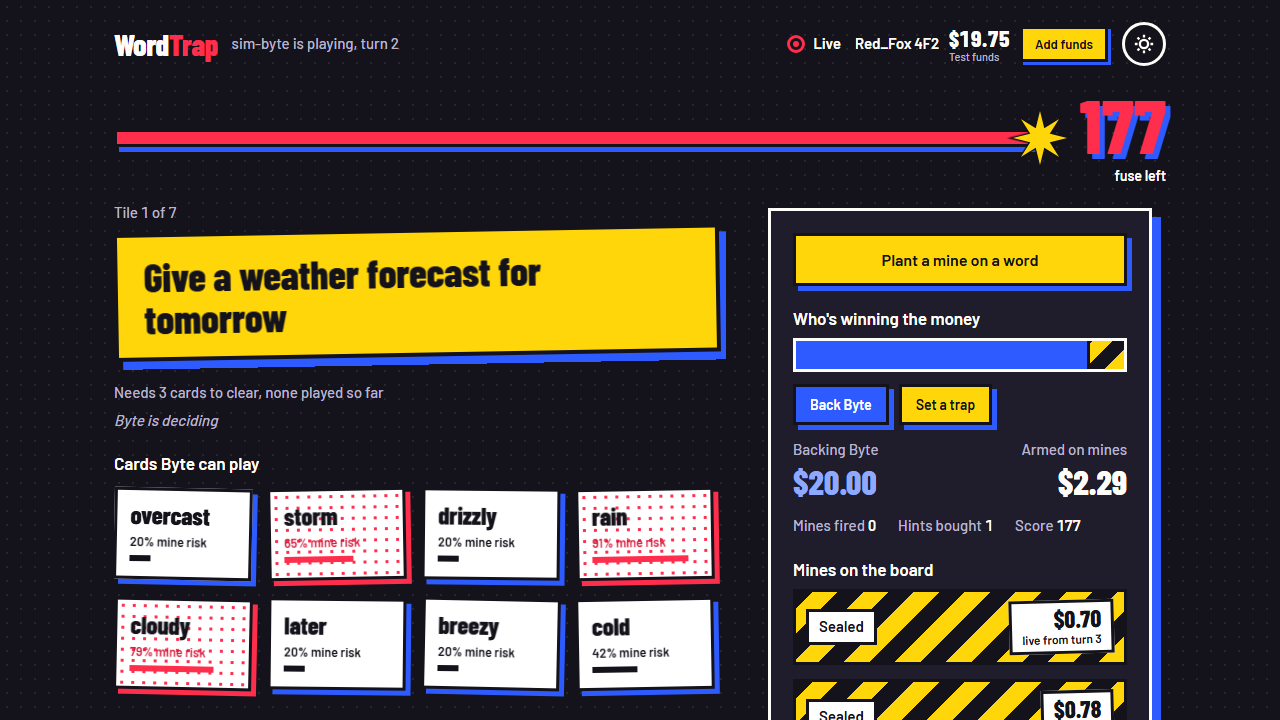 WordTrap sim-byte is playing, turn 2
Live Red_Fox 4F2 $19.75 Add funds
Test funds
177
fuse left
Tile 1 of 7
Give a weather forecast for
tomorrow
Needs 3 cards to clear, none played so far
Byte is deciding
Cards Byte can play
overcast
20% mine risk
storm
65% mine risk
drizzly
20% mine risk
rain
91% mine risk
cloudy
79% mine risk
later
20% mine risk
breezy
20% mine risk
cold
42% mine risk
Plant a mine on a word
Who's winning the money
Back Byte Set a trap
Backing Byte Armed on mines
$20.00 $2.29
Mines fired 0 Hints bought 1 Score 177
Mines on the board
Sealed $0.70
live from turn 3
Sealed $0.78